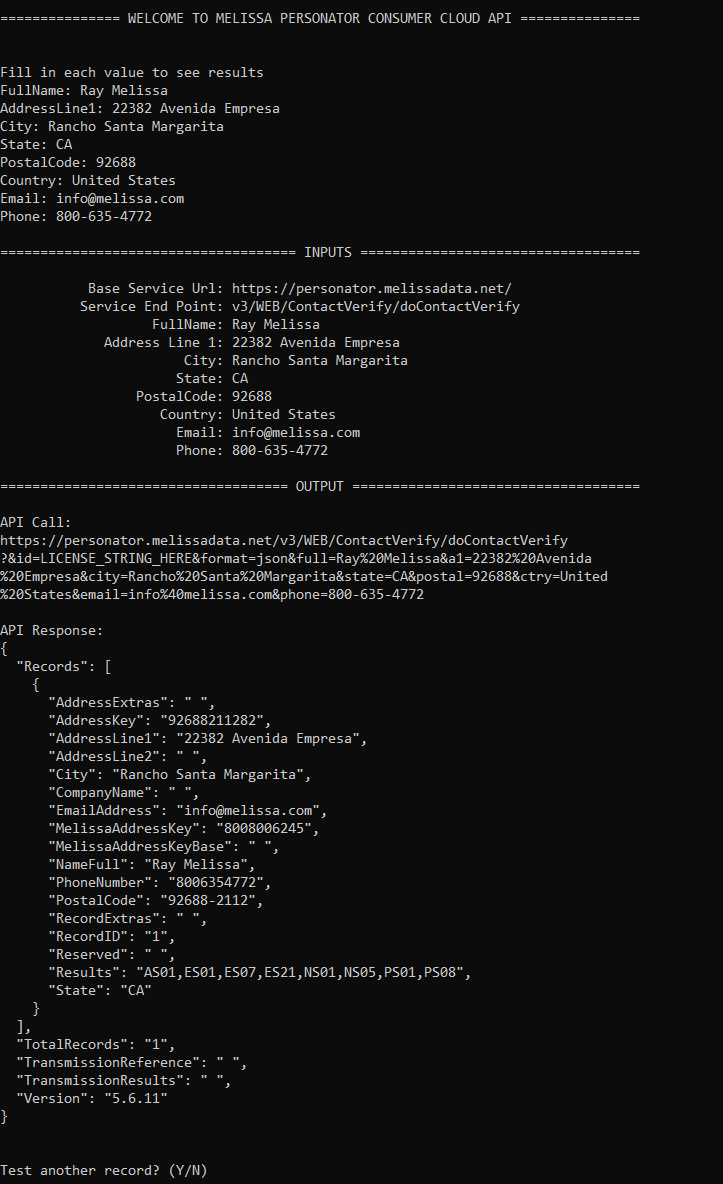 =============== WELCOME TO MELISSA PERSONATOR CONSUMER CLOUD API ===============
Fill in each value to see results
FullName: Ray Melissa
AddressLine1: 22382 Avenida Empresa
City: Rancho Santa Margarita
State: CA
PostalCode: 92688
Country: United States
Email: info@melissa.com
Phone: 800-635-4772
===================================== INPUTS ===================================
Base Service Url: https://personator.melissadata.net/
Service End Point: v3/WEB/ContactVerify/doContactVerify
FullName: Ray Melissa
Address Line 1: 22382 Avenida Empresa
City: Rancho Santa Margarita
State: CA
PostalCode: 92688
Country: United States
Email: info@melissa.com
Phone: 800-635-4772
==================================== OUTPUT ====================================
API Call:
https://personator.melissadata.net/v3/WEB/ContactVerify/doContactVerify
?&id=LICENSE_STRING_HERE&format=json&full=Ray%20Melissa&a1=22382%20Avenida
%20Empresa&city=Rancho%20Santa%20Margarita&state=CA&postal=92688&ctry=United
%20States&email=info%40melissa.com&phone=800-635-4772
API Response:
{
"Records": [
{
"AddressExtras": " ",
"AddressKey": "92688211282",
"AddressLine1": "22382 Avenida Empresa",
"AddressLine2": " ",
"City": "Rancho Santa Margarita",
"CompanyName": " ",
"EmailAddress": "info@melissa.com",
"MelissaAddressKey": "8008006245",
"MelissaAddressKeyBase": " ",
"NameFull": "Ray Melissa",
"PhoneNumber": "8006354772",
"PostalCode": "92688-2112",
"RecordExtras": " ",
"RecordID": "1",
"Reserved": " ",
"Results": "AS01,ES01,ES07,ES21,NS01,NS05,PS01,PS08",
"State": "CA"
}
],
"TotalRecords": "1",
"TransmissionReference": " ",
"TransmissionResults": " ",
"Version": "5.6.11"
}
Test another record? (Y/N)